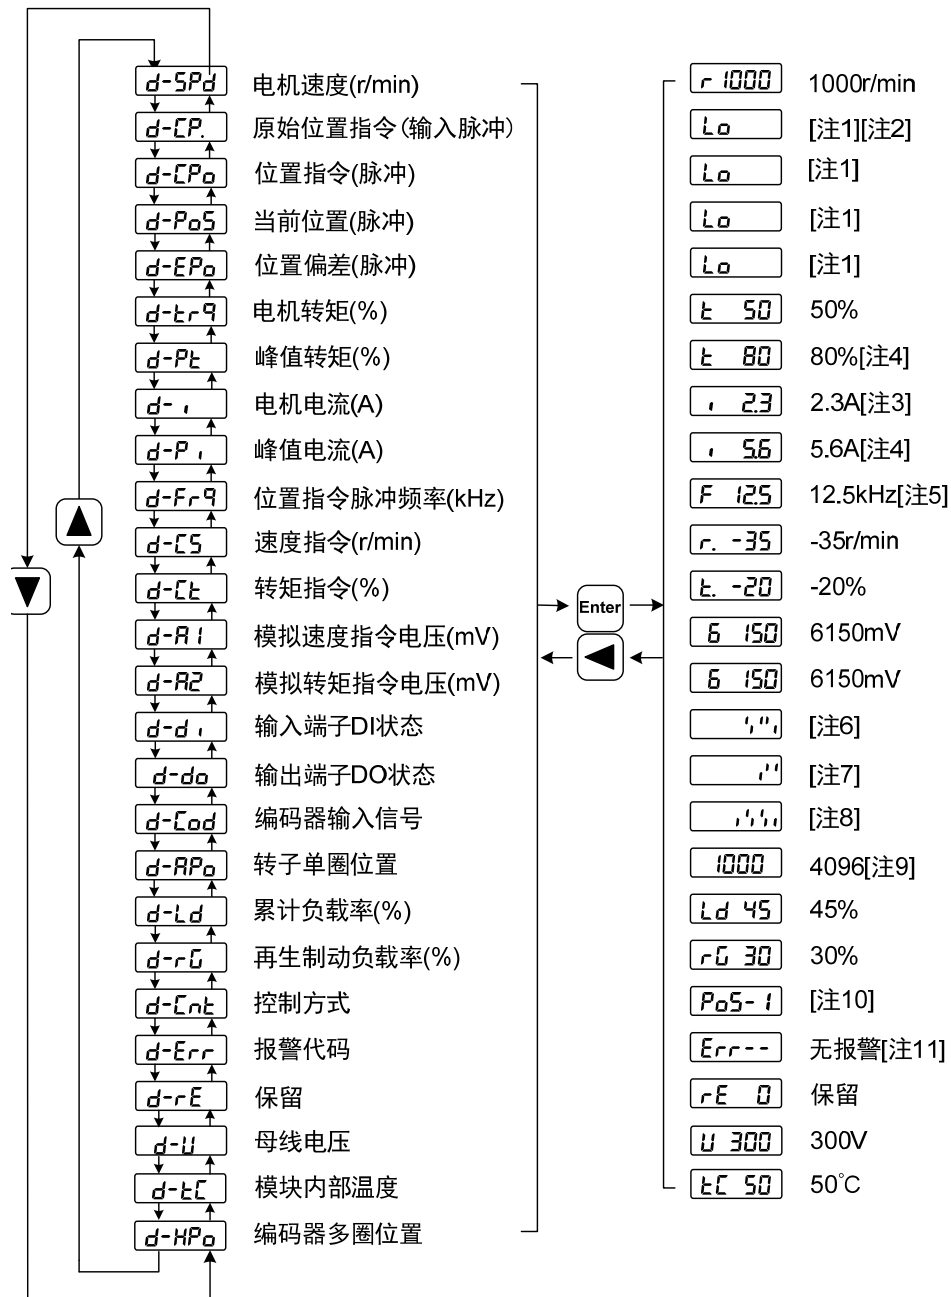 d-SPd 电机速度(r/min) r 1000 1000r/min
d-CP. 原始位置指令(输入脉冲) Lo [注1][注2]
d-CPo 位置指令(脉冲) Lo [注1]
d-PoS 当前位置(脉冲) Lo [注1]
d-EPo 位置偏差(脉冲) Lo [注1]
d-trq 电机转矩(%) t 50 50%
d-Pt 峰值转矩(%) t 80 80%[注4]
d-i 电机电流(A) i 2.3 2.3A[注3]
d-Pi 峰值电流(A) i 5.6 5.6A[注4]
d-Frq 位置指令脉冲频率(kHz) F 12.5 12.5kHz[注5]
d-CS 速度指令(r/min) r. -35 -35r/min
d-Ct 转矩指令(%) t. -20 -20%
Enter
d-A1 模拟速度指令电压(mV) 6 150 6150mV
d-A2 模拟转矩指令电压(mV) 6 150 6150mV
d-di 输入端子DI状态 [注6]
d-do 输出端子DO状态 [注7]
d-Cod 编码器输入信号 [注8]
d-APo 转子单圈位置 1000 4096[注9]
d-Ld 累计负载率(%) Ld 45 45%
d-rG 再生制动负载率(%) rG 30 30%
d-Cnt 控制方式 PoS-1 [注10]
d-Err 报警代码 Err-- 无报警[注11]
d-rE 保留 rE 0 保留
d-U 母线电压 U 300 300V
d-tC 模块内部温度 tC 50 50°C
d-HPo 编码器多圈位置